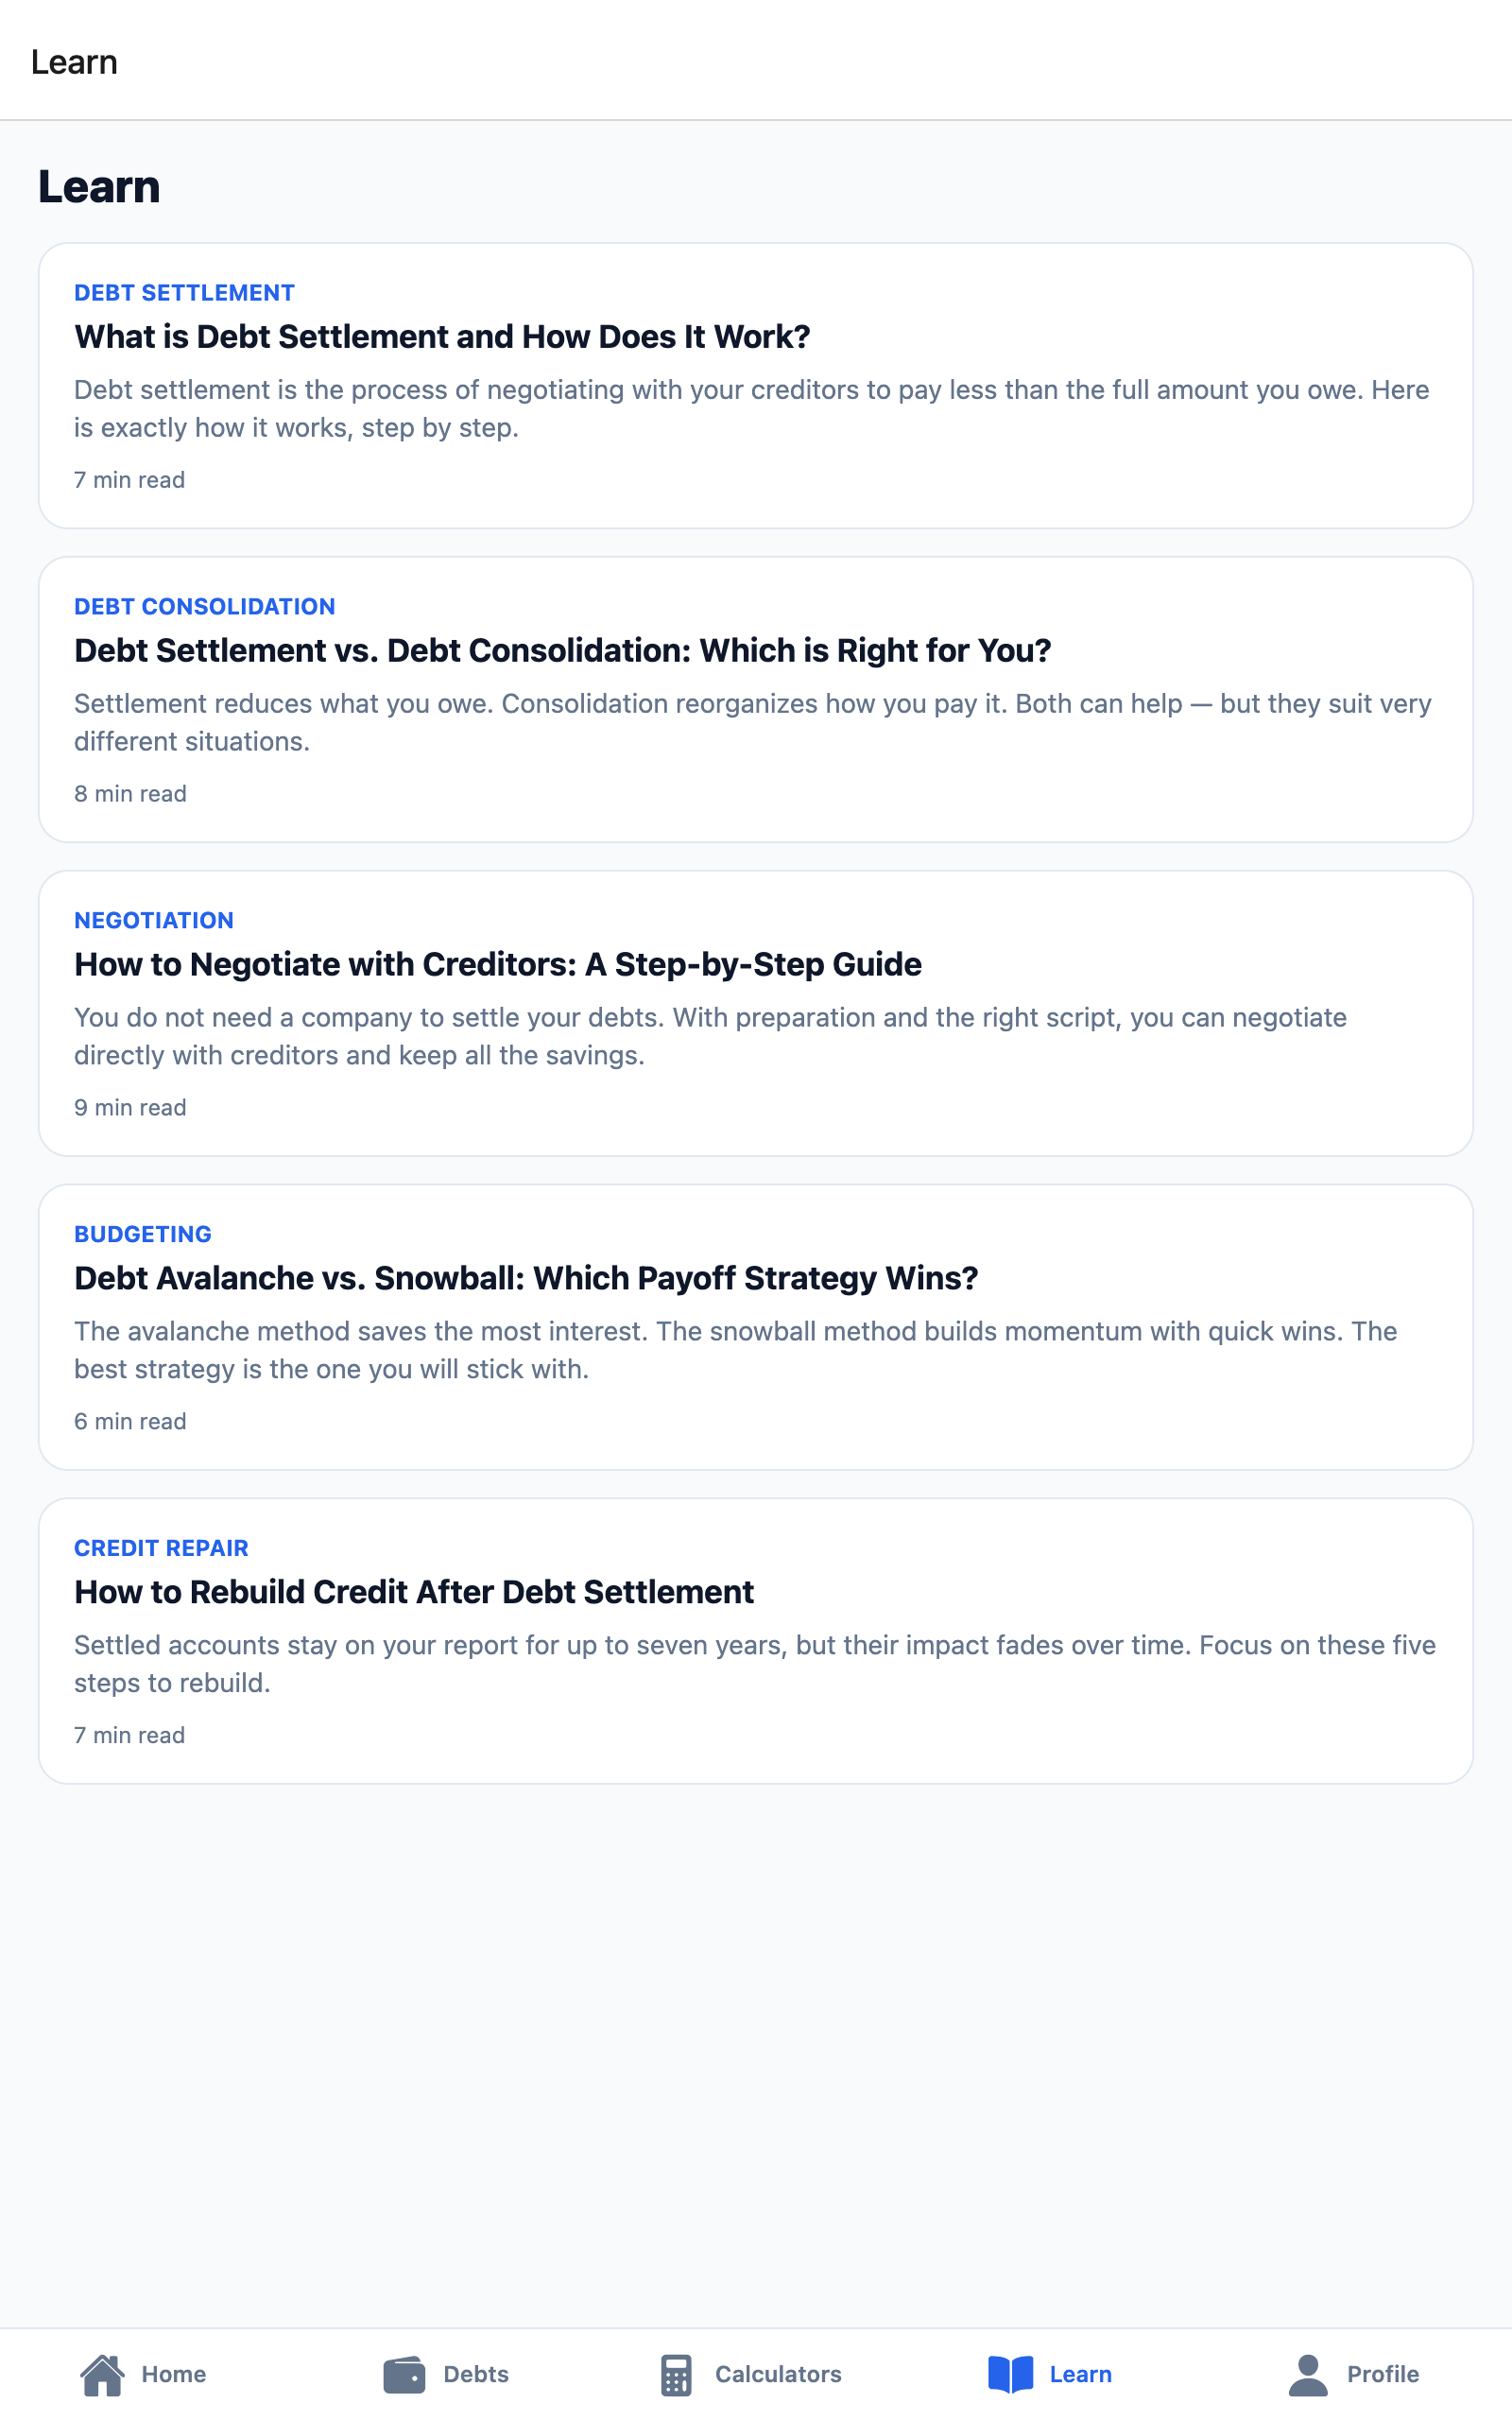 Learn
Learn
DEBT SETTLEMENT
What is Debt Settlement and How Does It Work?
Debt settlement is the process of negotiating with your creditors to pay less than the full amount you owe. Here
is exactly how it works, step by step.
7 min read
DEBT CONSOLIDATION
Debt Settlement vs. Debt Consolidation: Which is Right for You?
Settlement reduces what you owe. Consolidation reorganizes how you pay it. Both can help — but they suit very
different situations.
8 min read
NEGOTIATION
How to Negotiate with Creditors: A Step-by-Step Guide
You do not need a company to settle your debts. With preparation and the right script, you can negotiate
directly with creditors and keep all the savings.
9 min read
BUDGETING
Debt Avalanche vs. Snowball: Which Payoff Strategy Wins?
The avalanche method saves the most interest. The snowball method builds momentum with quick wins. The
best strategy is the one you will stick with.
6 min read
CREDIT REPAIR
How to Rebuild Credit After Debt Settlement
Settled accounts stay on your report for up to seven years, but their impact fades over time. Focus on these five
steps to rebuild.
7 min read
Home Debts Calculators Learn Profile